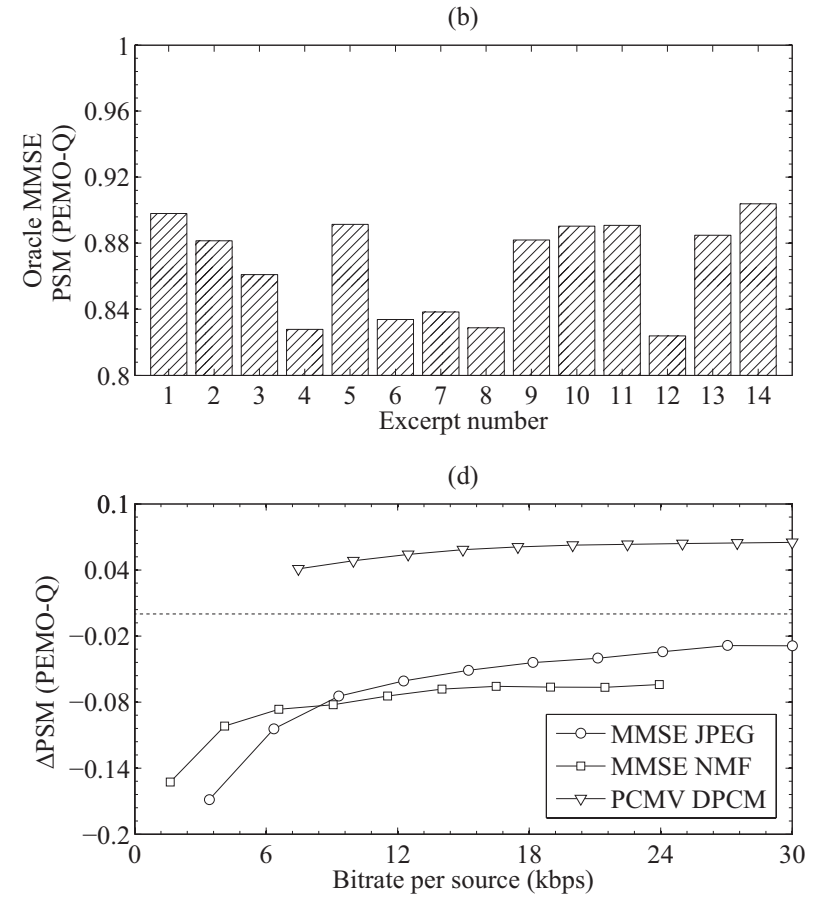 (b)
Oracle MMSE
PSM (PEMO-Q)
1
0.96
0.92
0.88
0.84
0.8
1 2 3 4 5 6 7 8 9 10 11 12 13 14
Excerpt number
(d)
ΔPSM (PEMO-Q)
0.1
0.04
−0.02
−0.08
−0.14
−0.2
MMSE JPEG
MMSE NMF
PCMV DPCM
0 6 12 18 24 30
Bitrate per source (kbps)